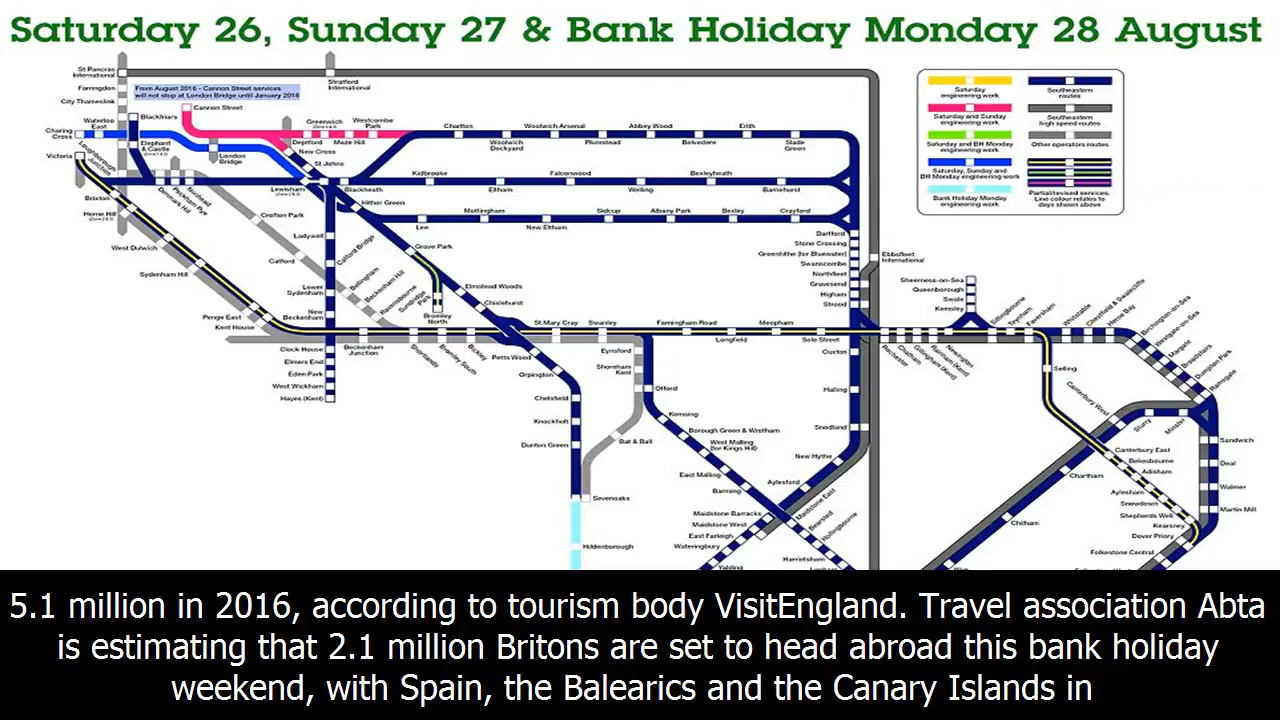 Saturday 26, Sunday 27 & Bank Holiday Monday 28 August
St Pancras
International
Farringdon
City Thameslink
Stratford
International
From August 2016 - Cannon Street services
will not stop at London Bridge until January 2018
Cannon Street
Blackfriars
Waterloo
East
Charing
Cross
Victoria
Loughborough
Junction
Elephant
& Castle
London
Bridge
Greenwich
Westcombe
Park
Deptford
Maze Hill
New Cross
St Johns
Lewisham
Charlton
Woolwich Arsenal
Abbey Wood
Erith
Woolwich
Dockyard
Plumstead
Belvedere
Slade
Green
Kidbrooke
Falconwood
Bexleyheath
Blackheath
Eltham
Welling
Barnehurst
Hither Green
Mottingham
Sidcup
Albany Park
Bexley
Crayford
Lee
New Eltham
Brixton
Herne Hill
Denmark Hill
Peckham Rye
Nunhead
West Dulwich
Sydenham Hill
Penge East
Kent House
Crofton Park
Catford
Bellingham
Beckenham Hill
Ravensbourne
Ladywell
Catford Bridge
Lower
Sydenham
New
Beckenham
Clock House
Elmers End
Eden Park
West Wickham
Hayes (Kent)
Grove Park
Sundridge
Park
Bromley
North
Elmstead Woods
Chislehurst
Beckenham
Junction
Shortlands
Bromley South
Bickley
Petts Wood
Orpington
Chelsfield
Knockholt
Dunton Green
Sevenoaks
Hildenborough
St Mary Cray
Swanley
Farningham Road
Longfield
Meopham
Sole Street
Eynsford
Shoreham
Kent
Otford
Bat & Ball
Kemsing
Borough Green & Wrotham
West Malling
(for Kings Hill)
East Malling
Barming
Maidstone East
Bearsted
Hollingbourne
Harrietsham
Dartford
Stone Crossing
Greenhithe (for Bluewater)
Swanscombe
Northfleet
Gravesend
Higham
Strood
Ebbsfleet
International
Cuxton
Halling
Snodland
New Hythe
Aylesford
Maidstone Barracks
Maidstone West
East Farleigh
Wateringbury
Yalding
Rochester
Chatham
Gillingham (Kent)
Rainham (Kent)
Newington
Sheerness-on-Sea
Queenborough
Swale
Kemsley
Sittingbourne
Teynham
Faversham
Whitstable
Chestfield & Swalecliffe
Herne Bay
Birchington-on-Sea
Westgate-on-Sea
Margate
Broadstairs
Dumpton Park
Ramsgate
Selling
Canterbury West
Sturry
Minster
Sandwich
Deal
Walmer
Martin Mill
Canterbury East
Bekesbourne
Adisham
Aylesham
Snowdown
Shepherds Well
Kearsney
Dover Priory
Folkestone Central
Chartham
Chilham
Saturday
engineering work
Saturday and Sunday
engineering work
Saturday and BH Monday
engineering work
Saturday, Sunday and
BH Monday engineering work
Bank Holiday Monday
engineering work
Southeastern
routes
Southeastern
high speed routes
Other operators routes
Partial/revised services.
Line colour relates to
days shown above
5.1 million in 2016, according to tourism body VisitEngland. Travel association Abta
is estimating that 2.1 million Britons are set to head abroad this bank holiday
weekend, with Spain, the Balearics and the Canary Islands in